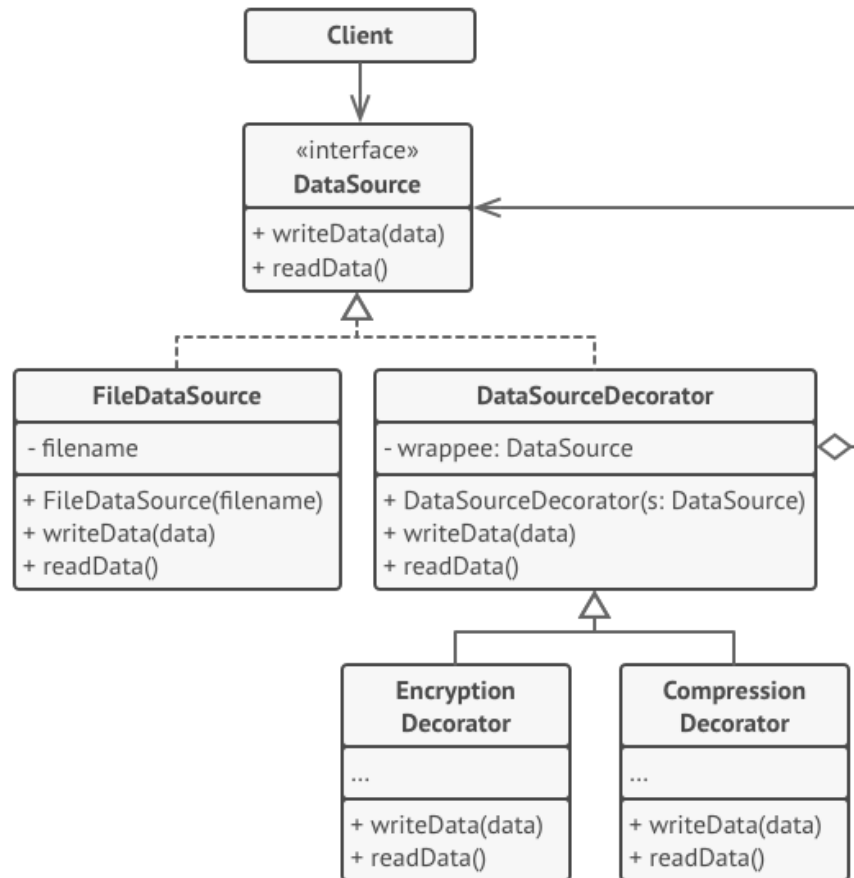 Client
«interface»
DataSource
+ writeData(data)
+ readData()
FileDataSource
- filename
+ FileDataSource(filename)
+ writeData(data)
+ readData()
DataSourceDecorator
- wrappee: DataSource
+ DataSourceDecorator(s: DataSource)
+ writeData(data)
+ readData()
Encryption
Decorator
...
+ writeData(data)
+ readData()
Compression
Decorator
...
+ writeData(data)
+ readData()